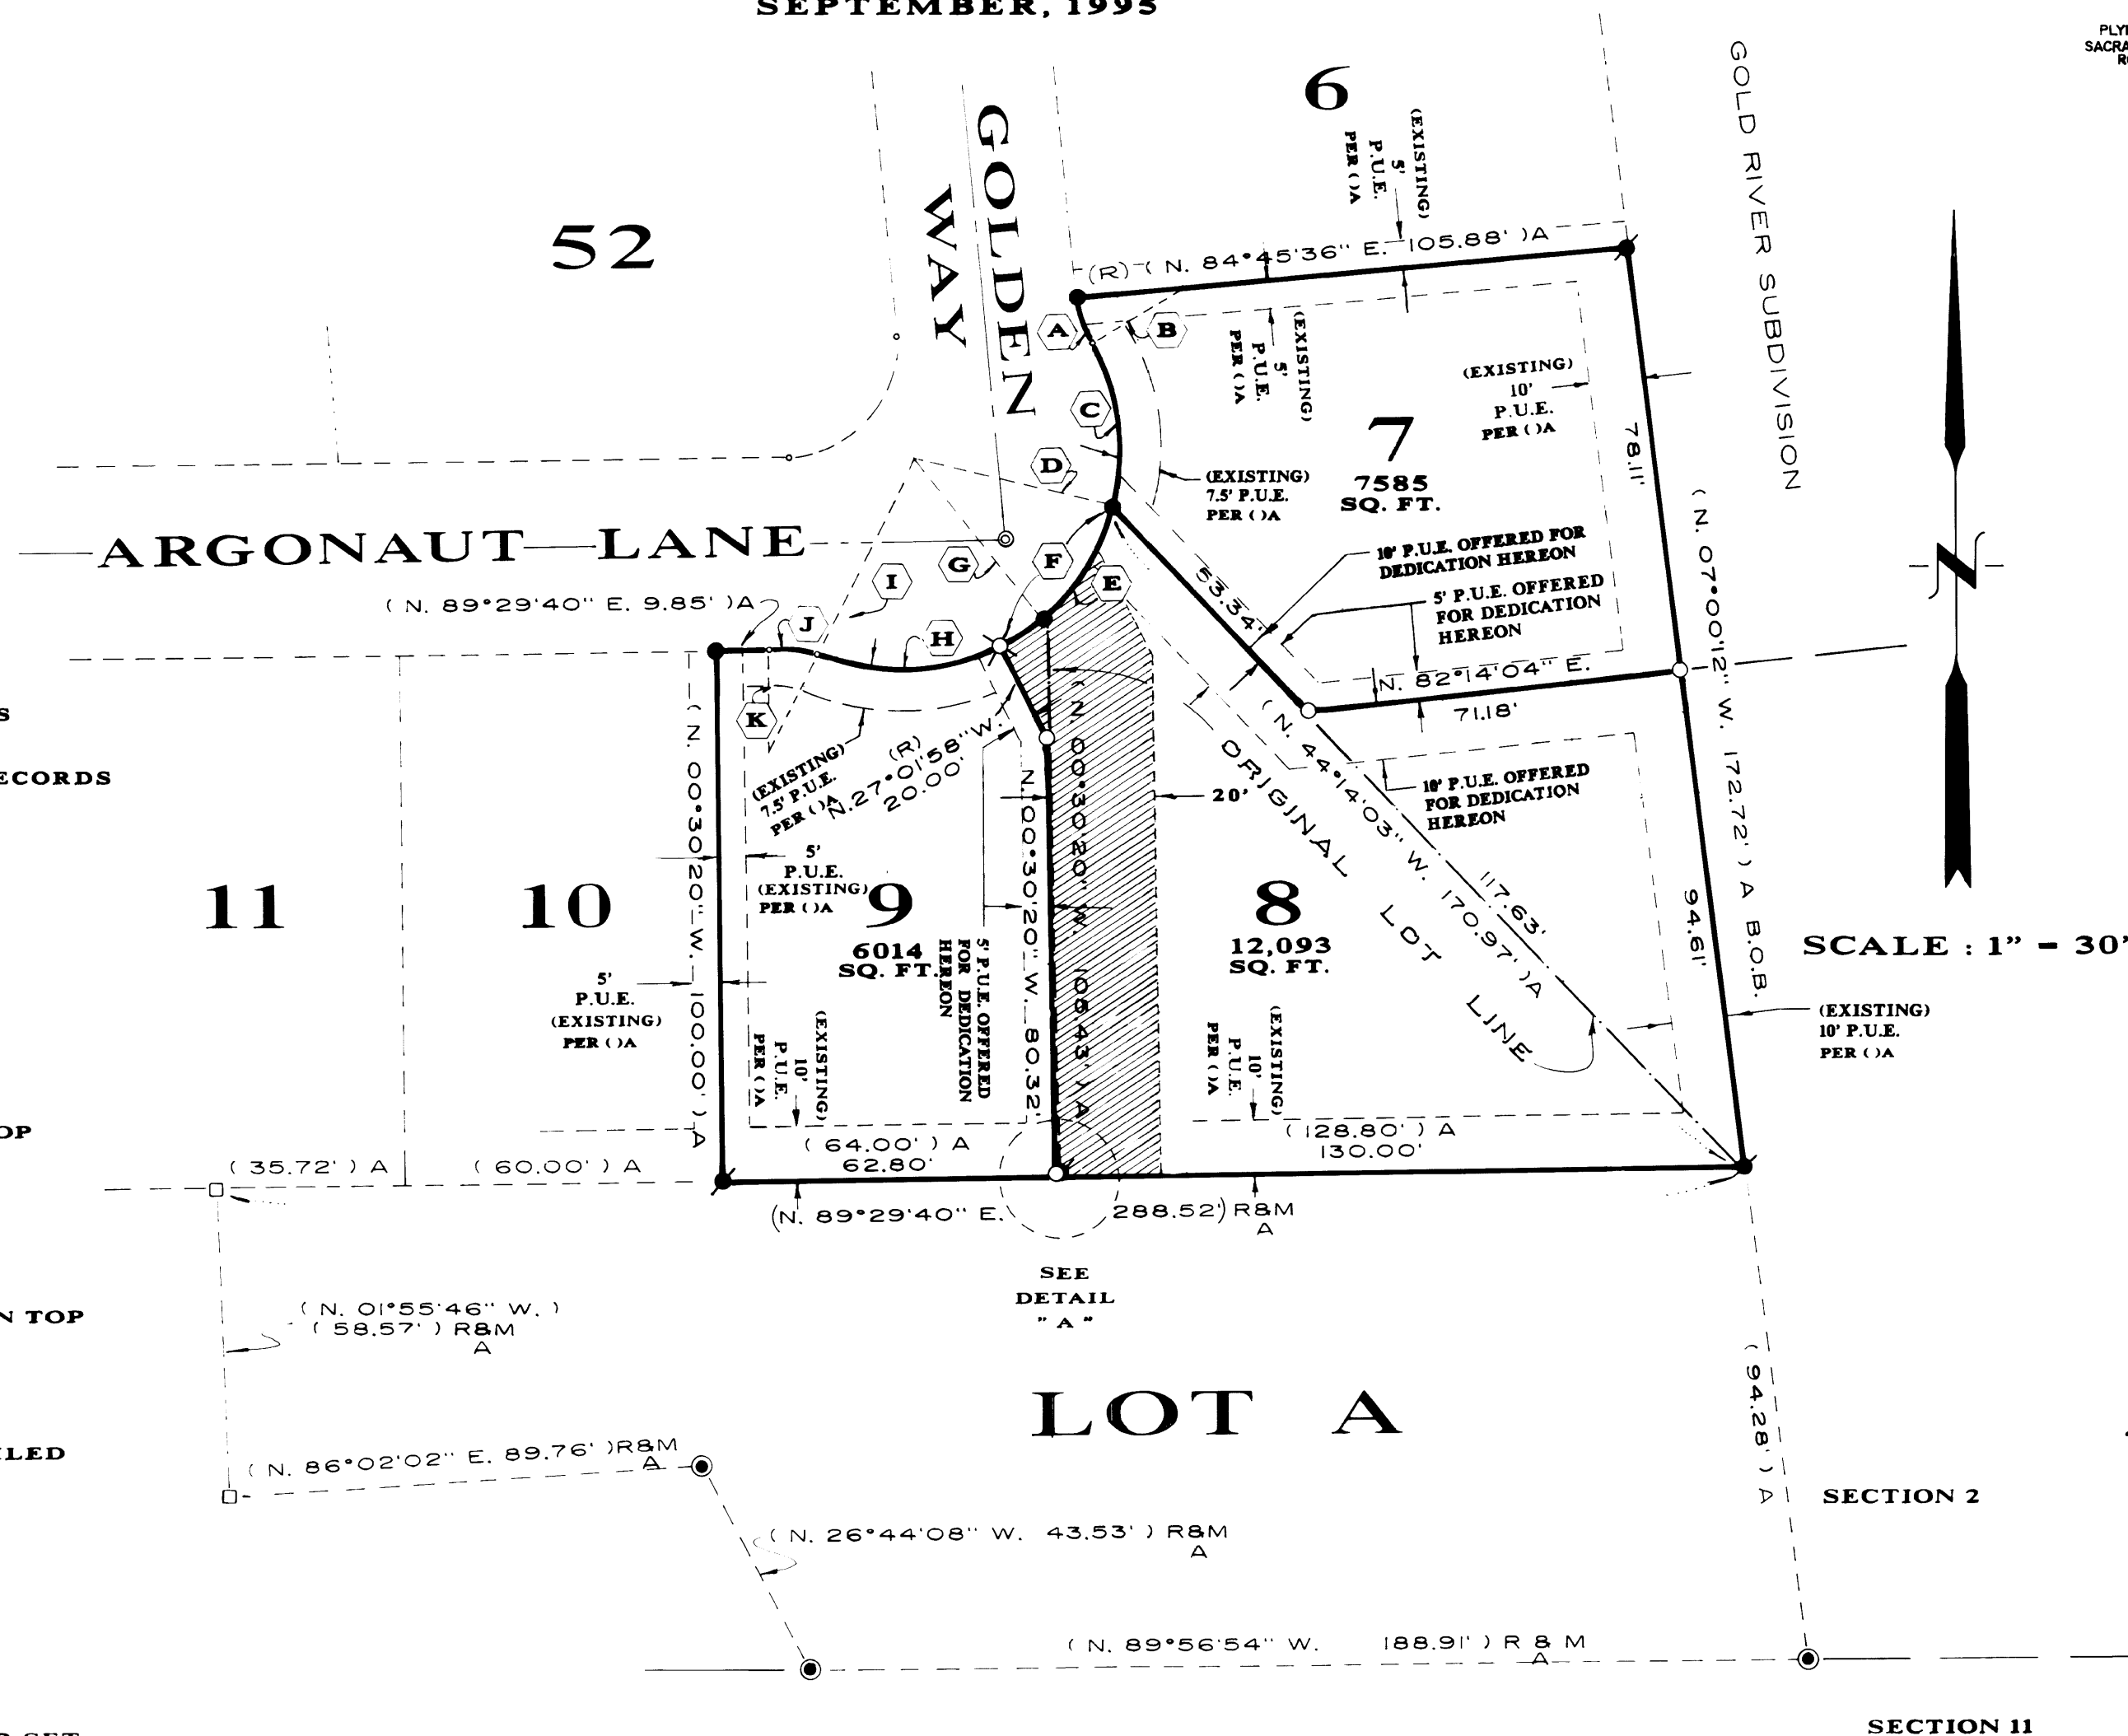 SEPTEMBER, 1995
52
GOLDEN
WAY
6
(EXISTING)
5'
P.U.E.
PER ( )A
GOLD RIVER SUBDIVISION
(R) ( N. 84°45'36" E. 105.88' )A
A
B
C
D
E
F
G
H
I
J
K
(EXISTING)
5'
P.U.E.
PER ( )A
(EXISTING)
10'
P.U.E.
PER ( )A
7
7585
SQ. FT.
(EXISTING)
7.5' P.U.E.
PER ( )A
78.11'
10' P.U.E. OFFERED FOR
DEDICATION HEREON
5' P.U.E. OFFERED
FOR DEDICATION
HEREON
53.34'
N. 82°14'04" E.
71.18'
( N. 07°00'12" W. 172.72' ) A B.O.B.
N
ARGONAUT LANE
( N. 89°29'40" E. 9.85' )A
ECORDS
(EXISTING)
7.5' P.U.E.
PER ( )A
(R)
N.27°01'58"W.
20.00'
ORIGINAL LOT LINE
( N. 44°14'03" W. 170.97' )A
117.63'
10' P.U.E. OFFERED
FOR DEDICATION
HEREON
20'
11
10
( N. 00°30'20" W. 100.00' ) A
5'
P.U.E.
(EXISTING)
PER ( )A
9
6014
SQ. FT.
5' P.U.E. OFFERED
FOR DEDICATION
HEREON
N. 00°30'20" W. 80.32'
( N. 00°30'20" W. 105.43' ) A
8
12,093
SQ. FT.
94.61'
SCALE : 1" = 30'
5'
P.U.E.
(EXISTING)
PER ( )A
(EXISTING)
10'
P.U.E.
PER ( )A
(EXISTING)
10'
P.U.E.
PER ( )A
(EXISTING)
10' P.U.E.
PER ( )A
OP
( 35.72' ) A
( 60.00' ) A
( 64.00' ) A
62.80'
( 128.80' ) A
130.00'
(N. 89°29'40" E. 288.52') R&M
A
SEE
DETAIL
" A "
N TOP
( N. 01°55'46" W. )
( 58.57' ) R&M
A
LOT A
( 94.28' ) A
LED
( N. 86°02'02" E. 89.76' )R&M
A
SECTION 2
( N. 26°44'08" W. 43.53' ) R&M
A
( N. 89°56'54" W. 188.91' ) R & M
A
SECTION 11